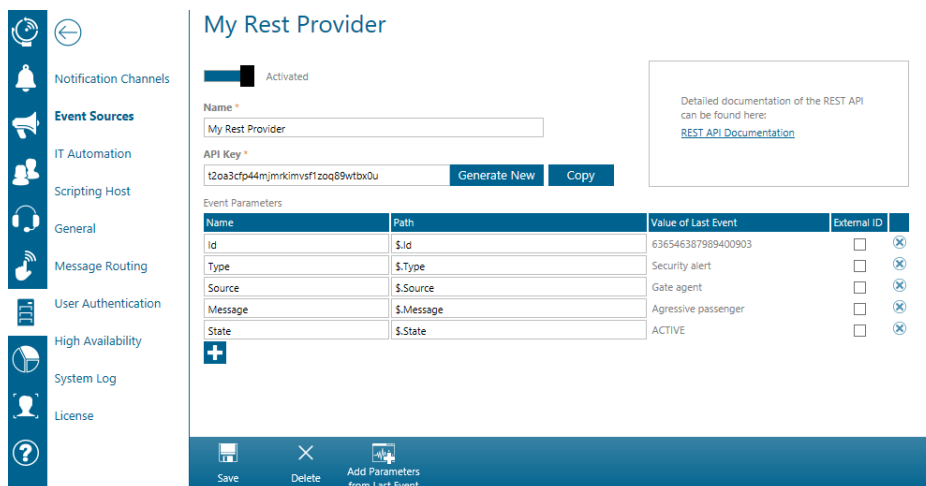 My Rest Provider
Notification Channels
Event Sources
IT Automation
Scripting Host
General
Message Routing
User Authentication
High Availability
System Log
License
Activated
Name *
My Rest Provider
API Key *
t2oa3cfp44mjmrkimvsf1zoq89wtbx0u
Generate New
Copy
Detailed documentation of the REST API
can be found here:
REST API Documentation
Event Parameters
Name Path Value of Last Event External ID
Id $.Id 636546387989400903
Type $.Type Security alert
Source $.Source Gate agent
Message $.Message Agressive passenger
State $.State ACTIVE
Save
Delete
Add Parameters
from Last Event